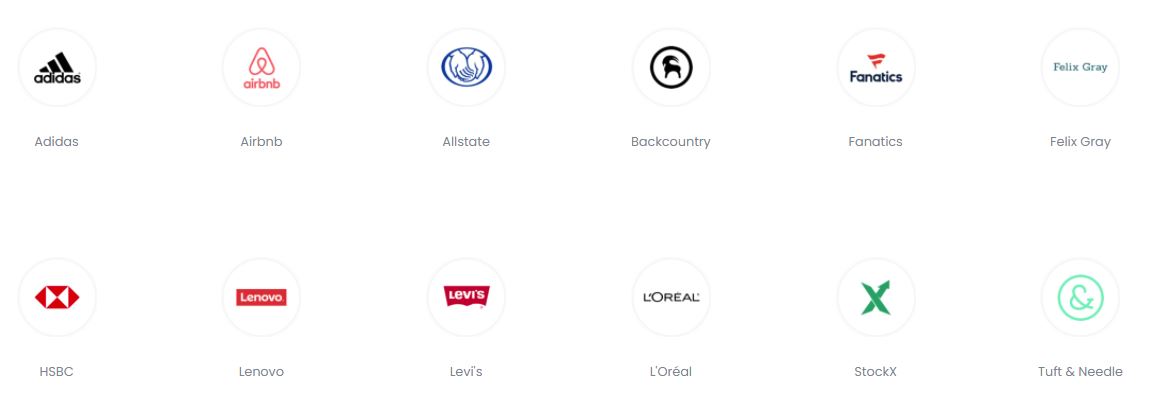 adidas
airbnb
Fanatics
Felix Gray
Adidas
Airbnb
Allstate
Backcountry
Fanatics
Felix Gray
Lenovo
LEVI'S
L'ORÉAL
&
HSBC
Lenovo
Levi's
L'Oréal
StockX
Tuft & Needle